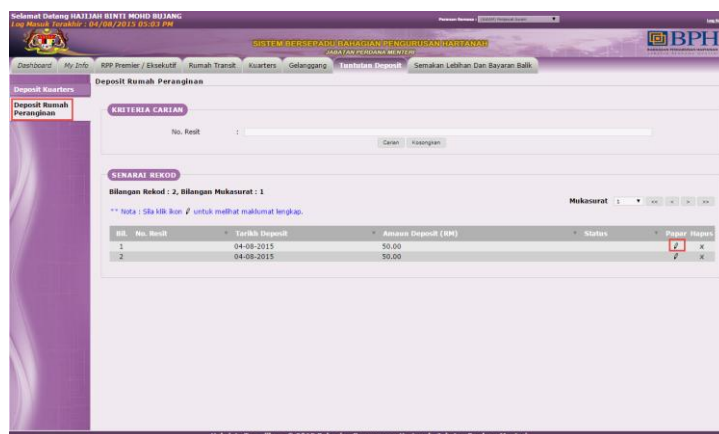 Selamat Datang HAJIJAH BINTI MOHD BUJANG
Log Masuk Terakhir : 04/08/2015 05:03 PM
SISTEM BERSEPADU BAHAGIAN PENGURUSAN HARTANAH
JABATAN PERDANA MENTERI
BPH
Dashboard My Info RPP Premier / Eksekutif Rumah Transit Kuarters Gelanggang Tuntutan Deposit Semakan Lebihan Dan Bayaran Balik
Deposit Kuarters
Deposit Rumah Peranginan
Deposit Rumah Peranginan
KRITERIA CARIAN
No. Resit :
Carian Kosongkan
SENARAI REKOD
Bilangan Rekod : 2, Bilangan Mukasurat : 1
Mukasurat 1 << < > >>
** Nota : Sila klik ikon untuk melihat maklumat lengkap.
Bil. No. Resit Tarikh Deposit Amaun Deposit (RM) Status Papar Hapus
1 04-08-2015 50.00 X
2 04-08-2015 50.00 X